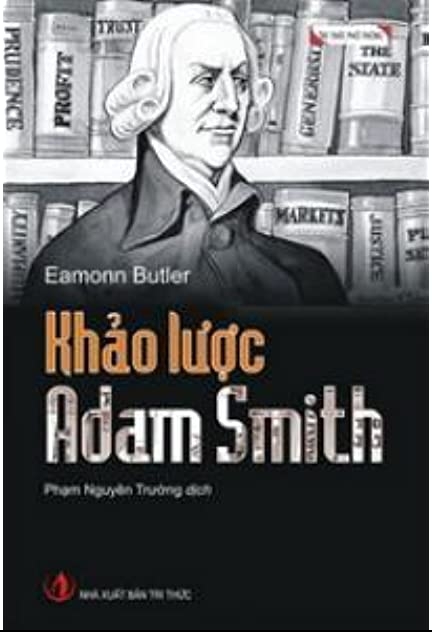 PRUDENCE
PROFIT
TRUST
GENEROSI
THE
STATE
MARKETS
JUSTICE
Eamonn Butler
Khảo lược
Adam Smith
Phạm Nguyên Trường dịch
NHÀ XUẤT BẢN TRI THỨC